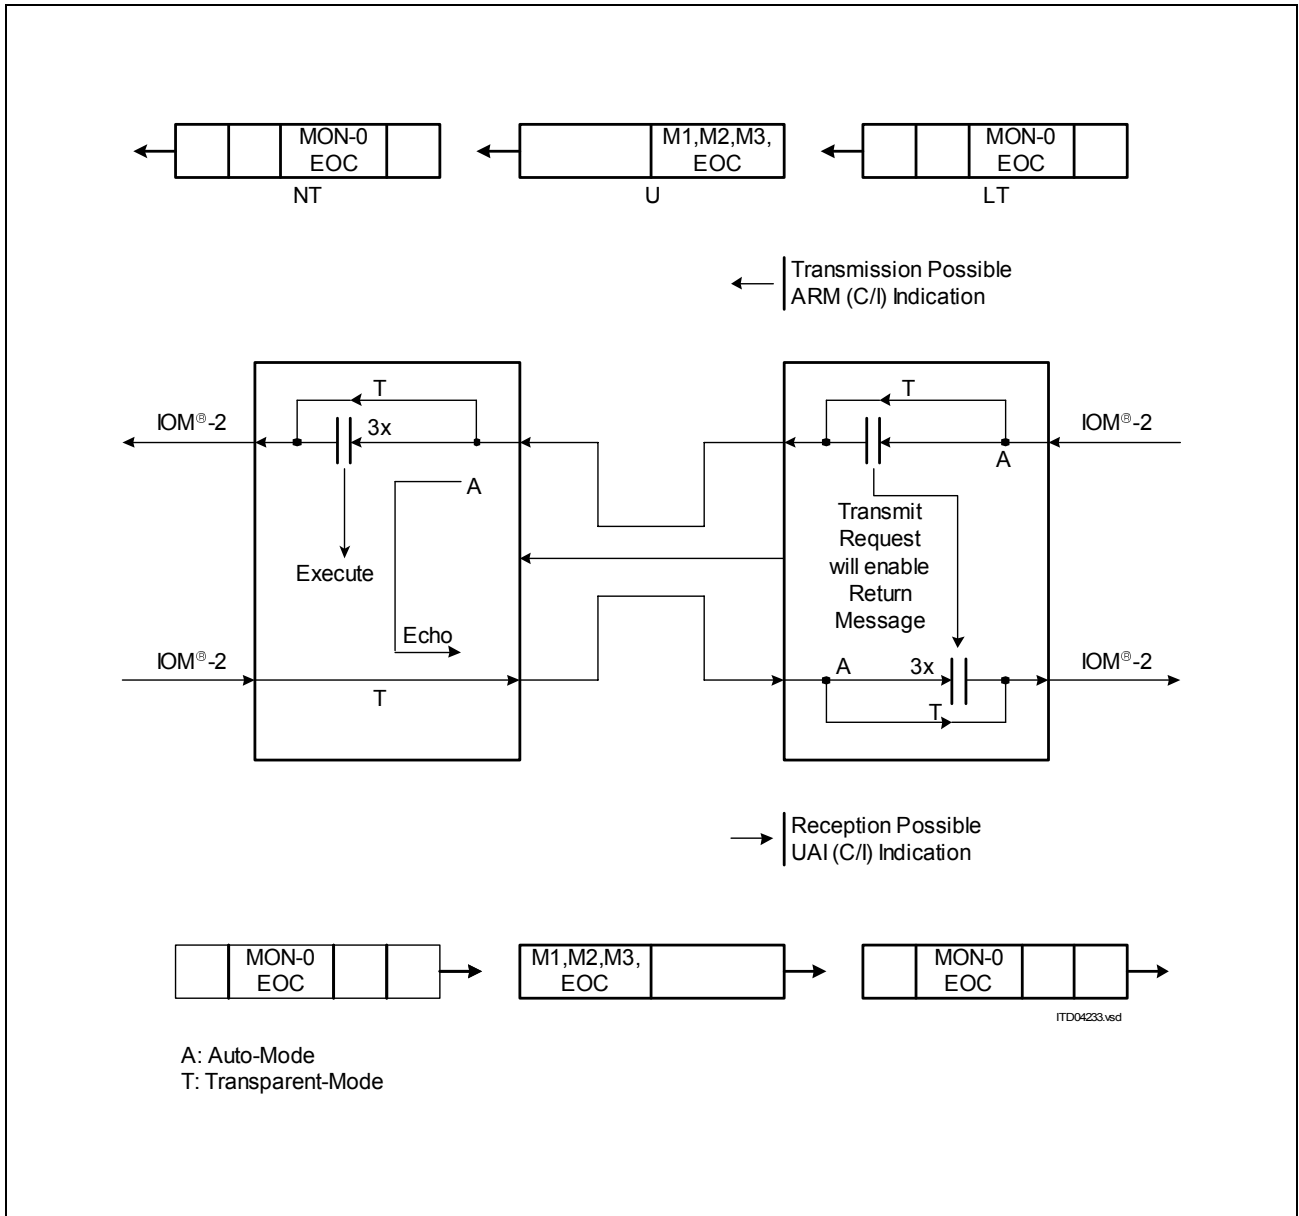 MON-0
EOC
M1,M2,M3,
EOC
MON-0
EOC
NT
U
LT
Transmission Possible
ARM (C/I) Indication
T
T
IOM®-2
3x
IOM®-2
A
A
Transmit
Request
will enable
Return
Message
Execute
Echo
IOM®-2
A
3x
IOM®-2
T
T
Reception Possible
UAI (C/I) Indication
MON-0
EOC
M1,M2,M3,
EOC
MON-0
EOC
ITD04233.vsd
A: Auto-Mode
T: Transparent-Mode